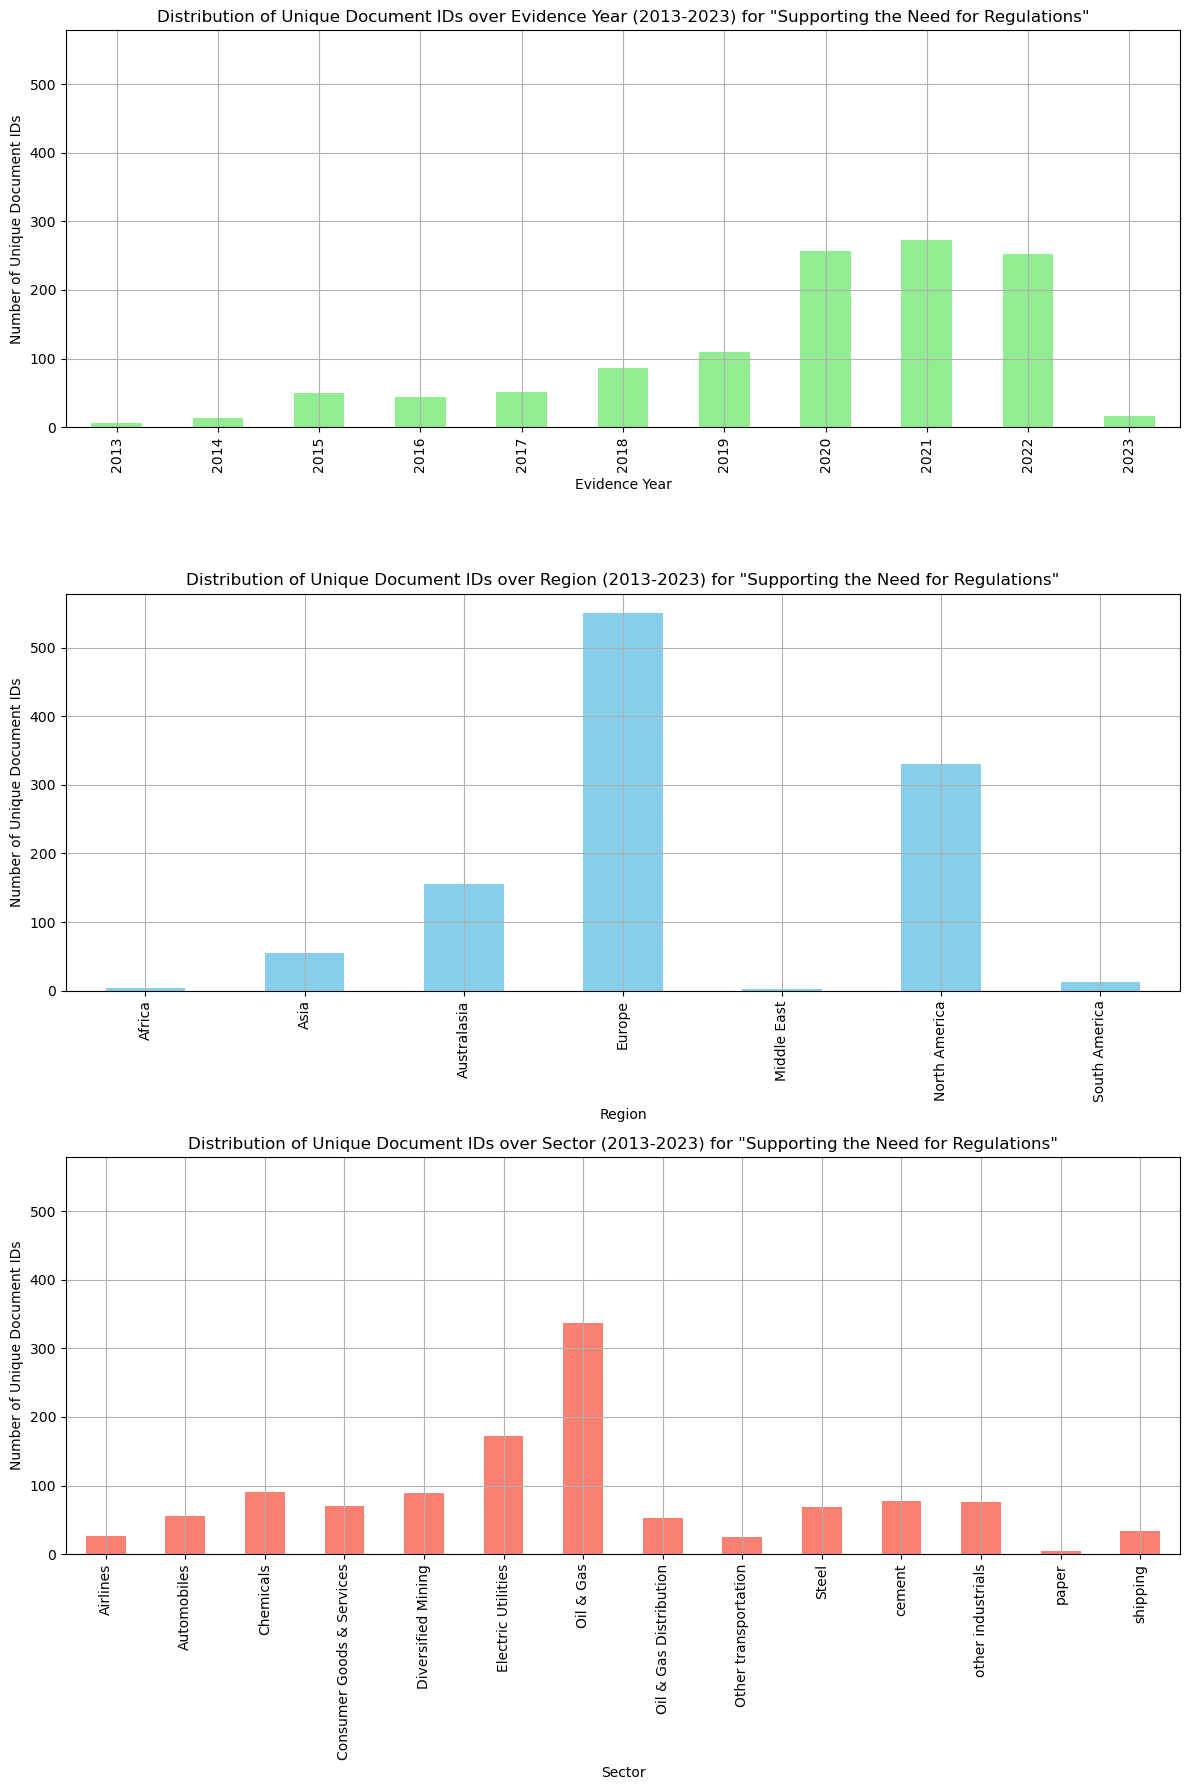 Distribution of Unique Document IDs over Evidence Year (2013-2023) for "Supporting the Need for Regulations"
Number of Unique Document IDs
500
400
300
200
100
0
2013 2014 2015 2016 2017 2018 2019 2020 2021 2022 2023
Evidence Year
Distribution of Unique Document IDs over Region (2013-2023) for "Supporting the Need for Regulations"
Number of Unique Document IDs
500
400
300
200
100
0
Africa Asia Australasia Europe Middle East North America South America
Region
Distribution of Unique Document IDs over Sector (2013-2023) for "Supporting the Need for Regulations"
Number of Unique Document IDs
500
400
300
200
100
0
Airlines Automobiles Chemicals Consumer Goods & Services Diversified Mining Electric Utilities Oil & Gas Oil & Gas Distribution Other transportation Steel cement other industrials paper shipping
Sector